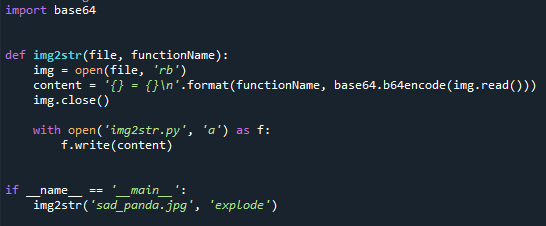 import base64
def img2str(file, functionName):
    img = open(file, 'rb')
    content = '{} = {}\n'.format(functionName, base64.b64encode(img.read()))
    img.close()
    with open('img2str.py', 'a') as f:
        f.write(content)
if __name__ == '__main__':
    img2str('sad_panda.jpg', 'explode')